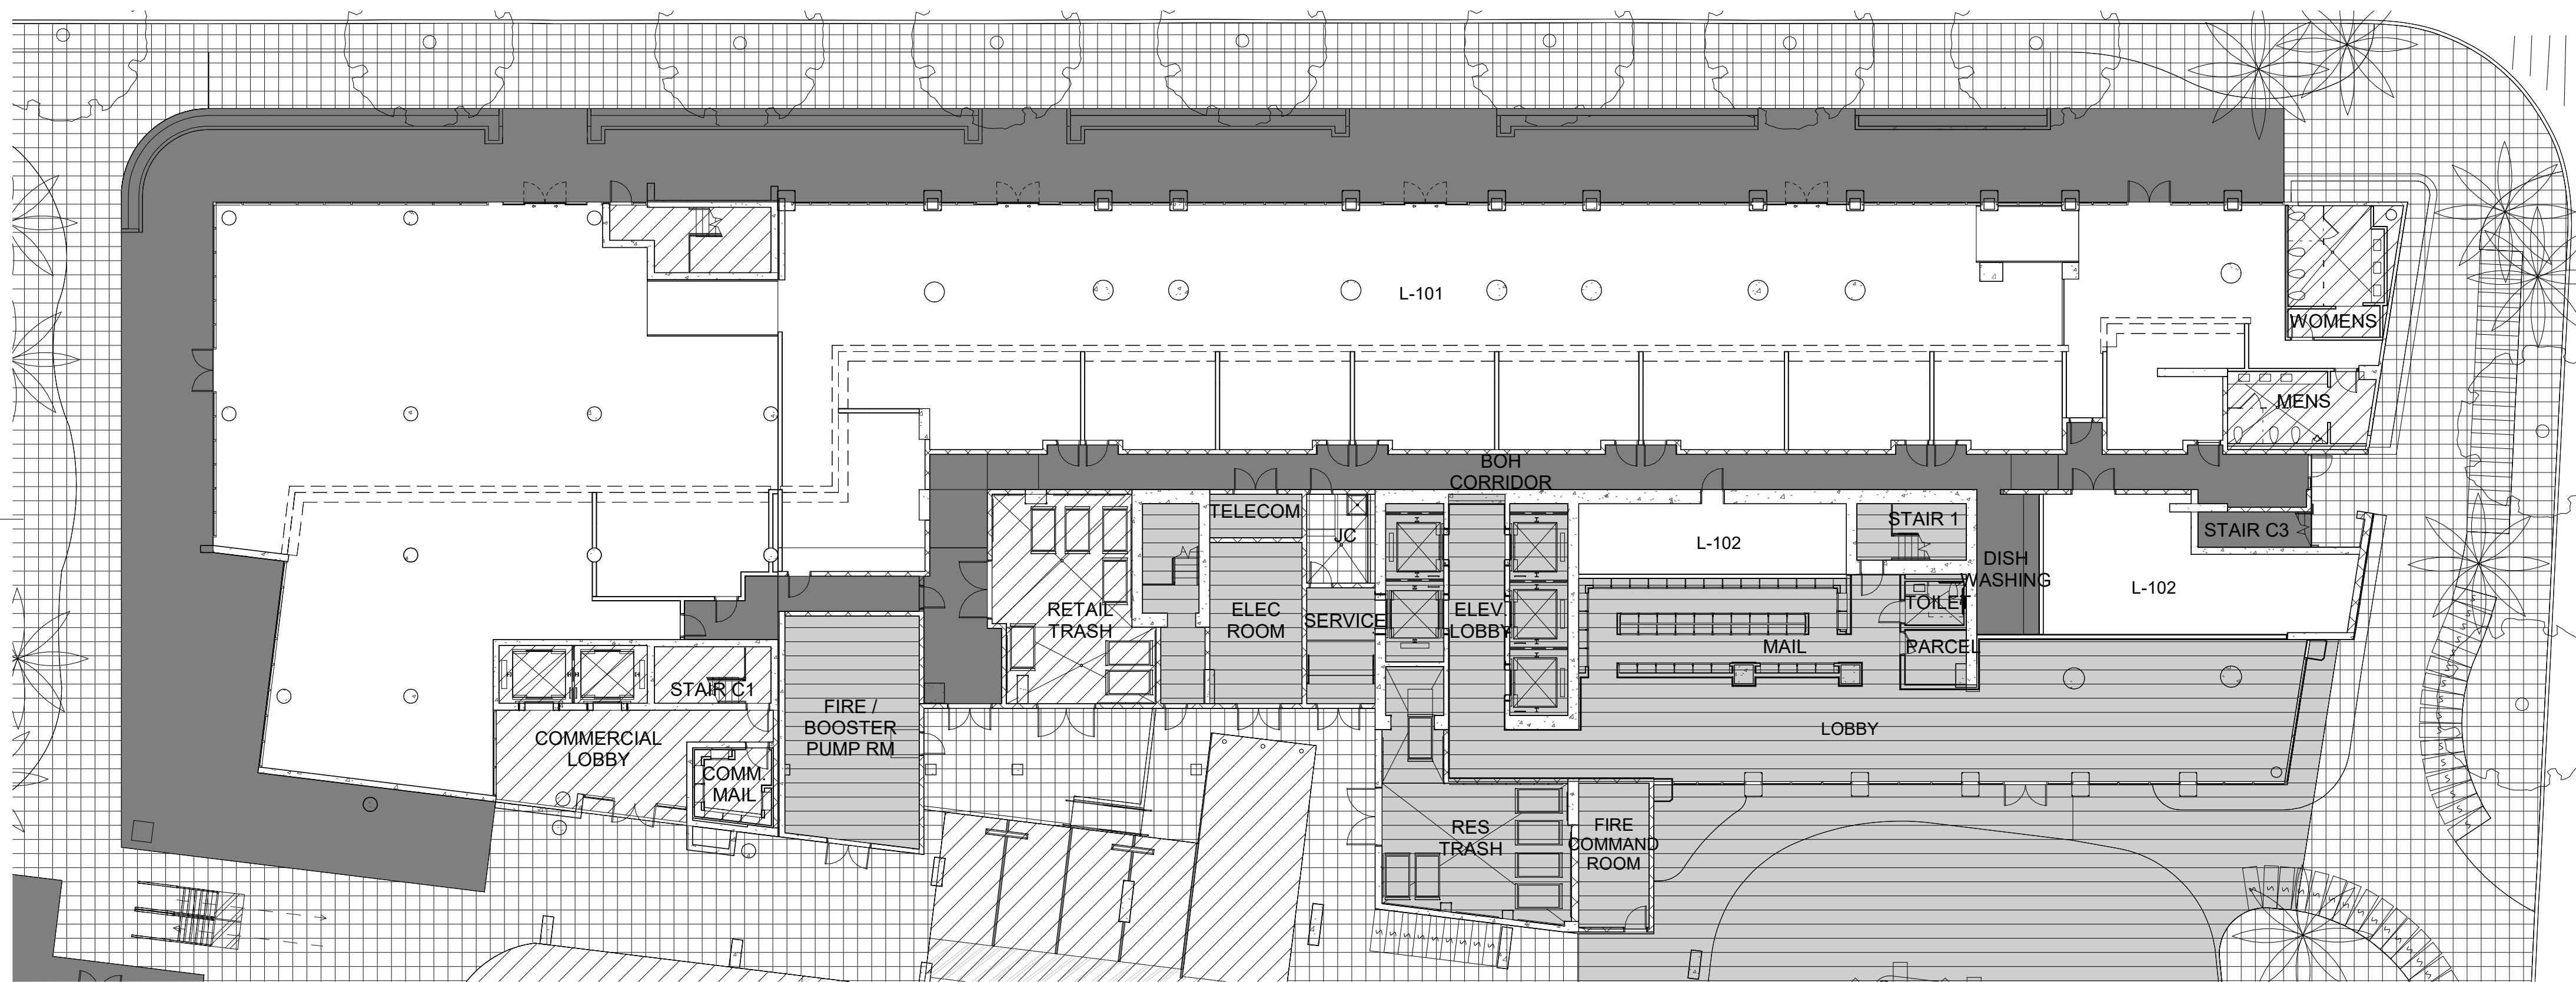 L-101
WOMENS
MENS
BOH
CORRIDOR
TELECOM
JC
STAIR 1
L-102
STAIR C3
DISH
WASHING
L-102
RETAIL
TRASH
ELEC
ROOM
SERVICE
ELEV.
LOBBY
TOILET
MAIL
PARCEL
STAIR C1
FIRE /
BOOSTER
PUMP RM
COMMERCIAL
LOBBY
LOBBY
COMM.
MAIL
RES
TRASH
FIRE
COMMAND
ROOM